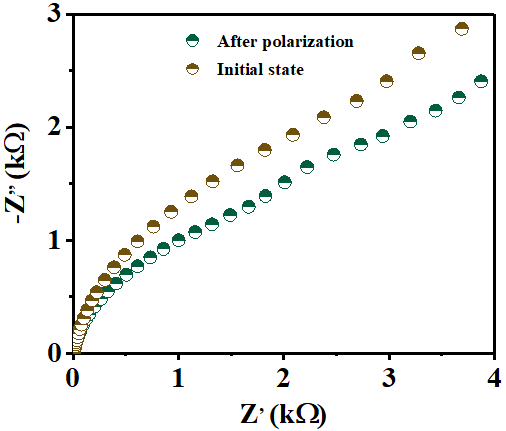 3
After polarization
Initial state
2
-Z” (kΩ)
1
0
0 1 2 3 4
Z’ (kΩ)